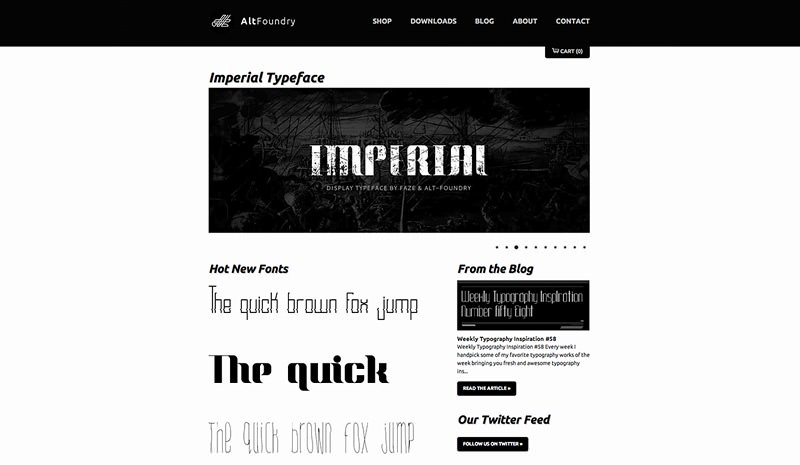 AltFoundry
SHOP DOWNLOADS BLOG ABOUT CONTACT
CART (0)
Imperial Typeface
IMPERIAL
DISPLAY TYPEFACE BY FAZE & ALT-FOUNDRY
Hot New Fonts
The quick brown fox jump
The quick
The quick brown fox jump
From the Blog
Weekly Typography Inspiration
Number Fifty Eight
Weekly Typography Inspiration #58
Weekly Typography Inspiration #58 Every week I
handpick some of my favorite typography works of the
week bringing you fresh and awesome typography
ins...
READ THE ARTICLE »
Our Twitter Feed
FOLLOW US ON TWITTER »